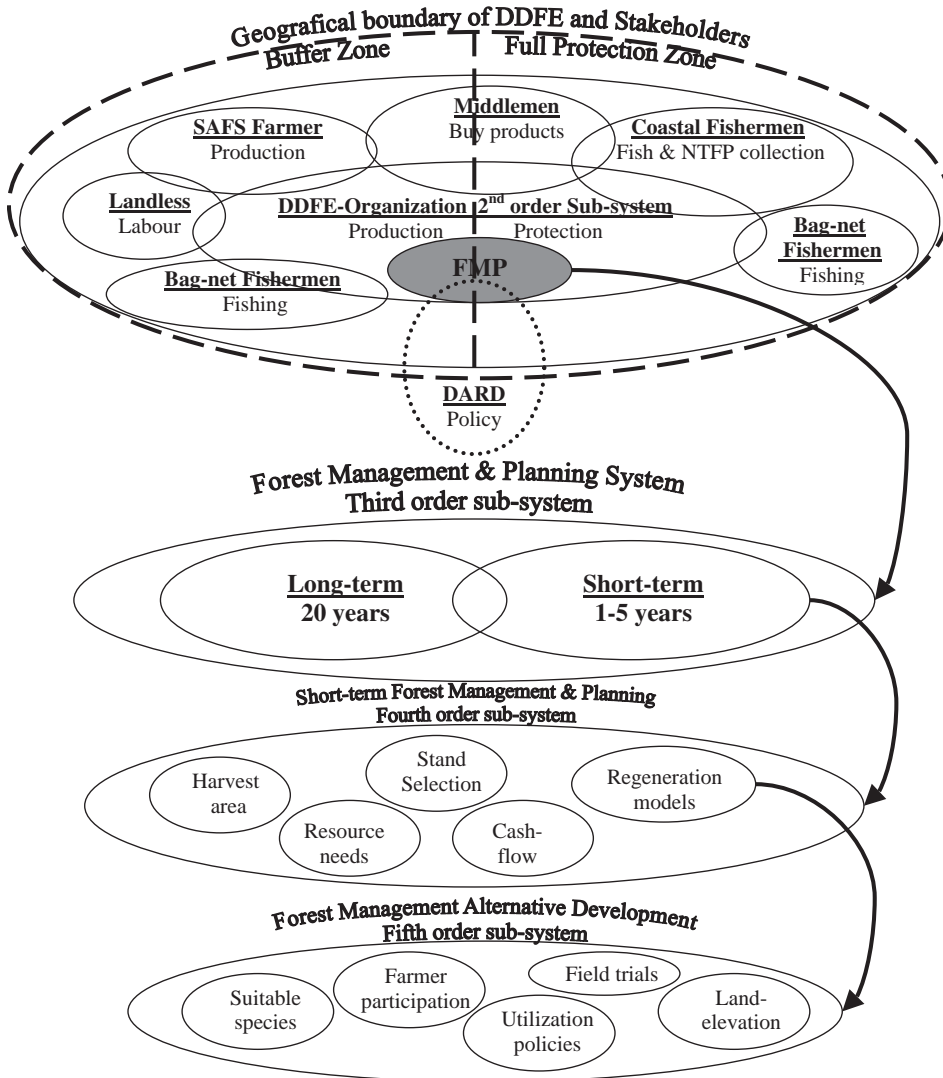 Geografical boundary of DDFE and Stakeholders
Buffer Zone
Full Protection Zone
Middlemen
Buy products
SAFS Farmer
Production
Coastal Fishermen
Fish & NTFP collection
Landless
Labour
DDFE-Organization 2nd order Sub-system
Production
Protection
Bag-net
Fishermen
Fishing
Bag-net Fishermen
Fishing
FMP
DARD
Policy
Forest Management & Planning System
Third order sub-system
Long-term
20 years
Short-term
1-5 years
Short-term Forest Management & Planning
Fourth order sub-system
Harvest
area
Stand
Selection
Regeneration
models
Resource
needs
Cash-
flow
Forest Management Alternative Development
Fifth order sub-system
Suitable
species
Farmer
participation
Field trials
Utilization
policies
Land-
elevation